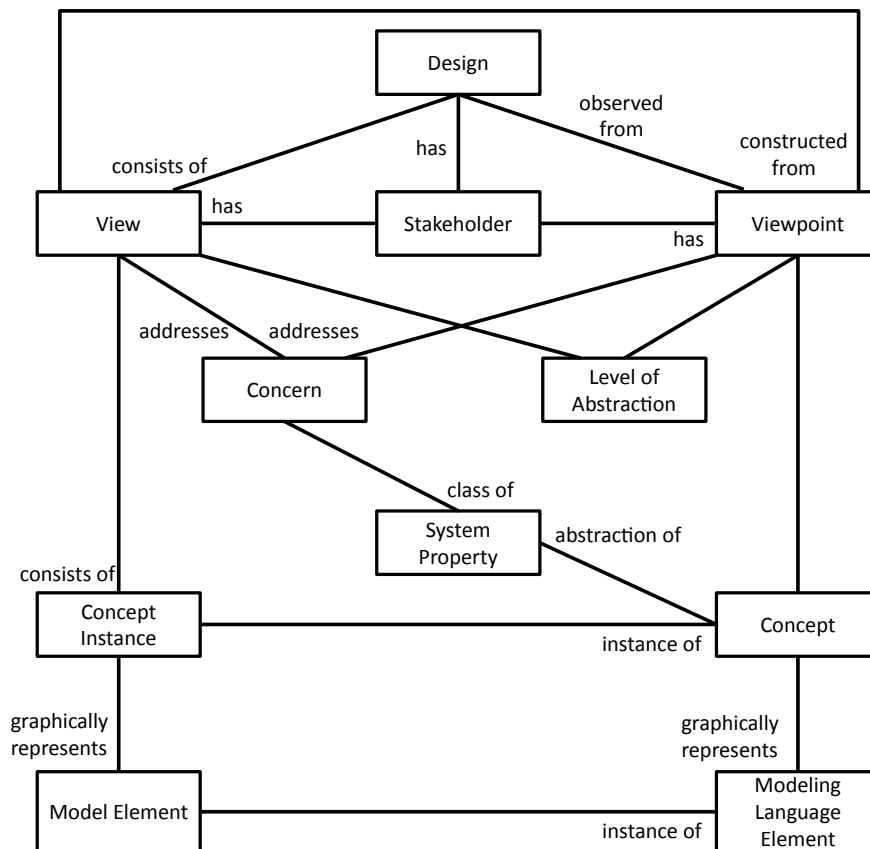 Design
observed
from
has
constructed
from
consists of
View
has
Stakeholder
has
Viewpoint
addresses
addresses
Concern
Level of
Abstraction
class of
System
Property
abstraction of
consists of
Concept
Instance
instance of
Concept
graphically
represents
graphically
represents
Model Element
instance of
Modeling
Language
Element